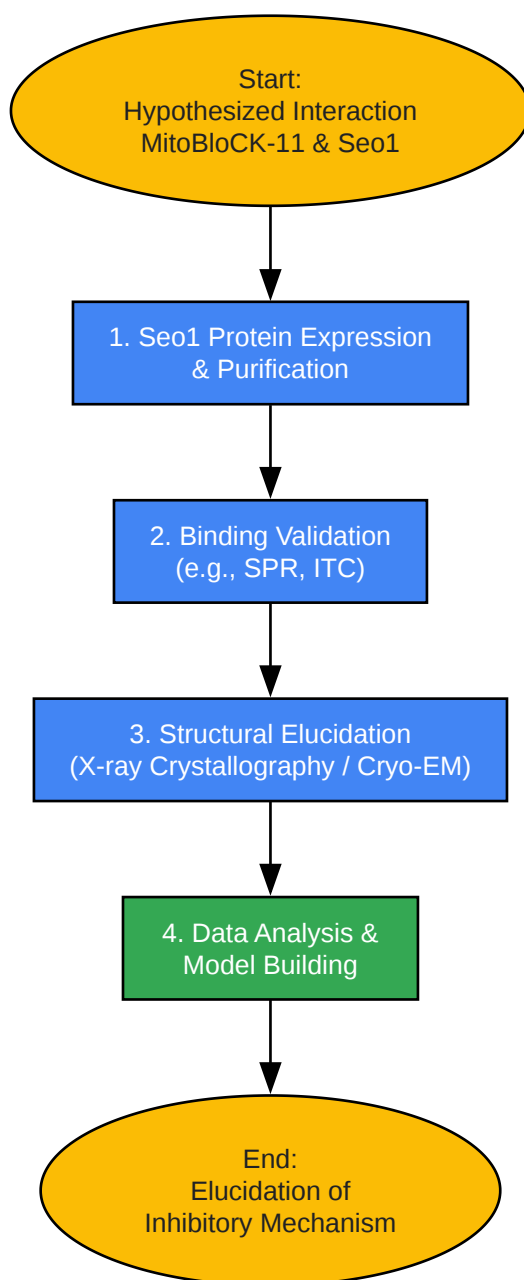 Start:
Hypothesized Interaction
MitoBloCK-11 & Seo1
1. Seo1 Protein Expression
& Purification
2. Binding Validation
(e.g., SPR, ITC)
3. Structural Elucidation
(X-ray Crystallography / Cryo-EM)
4. Data Analysis &
Model Building
End:
Elucidation of
Inhibitory Mechanism